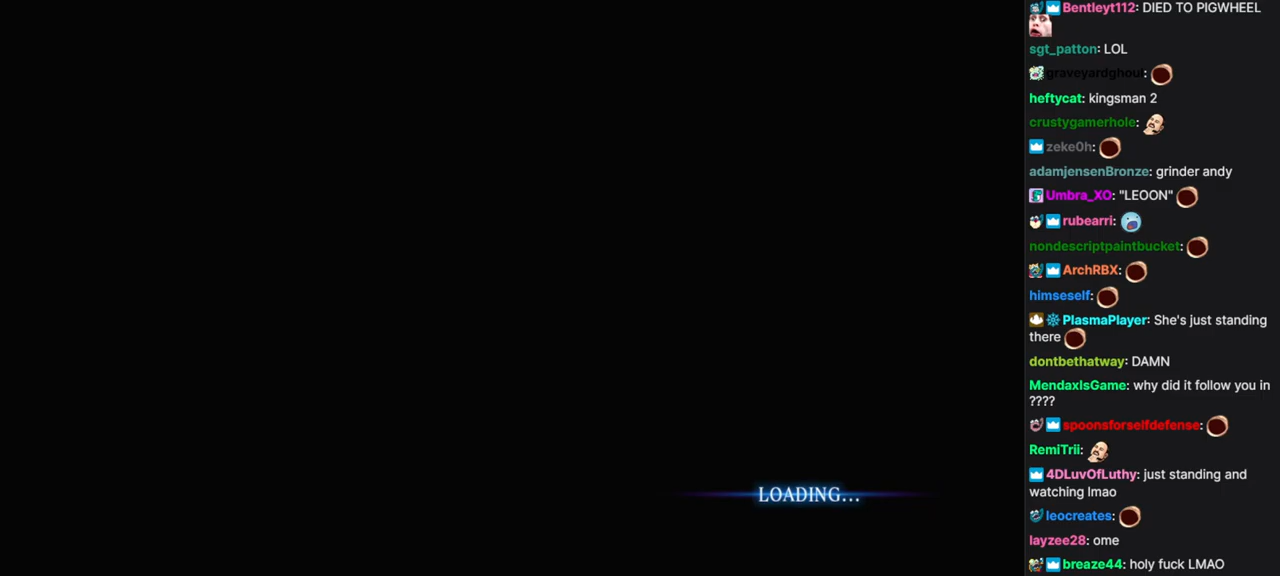 Bentleyt112: DIED TO PIGWHEEL
sgt_patton: LOL
graveyardghoul:
heftycat: kingsman 2
crustygamerhole:
zeke0h:
adamjensenBronze: grinder andy
Umbra_XO: "LEOON"
rubearri:
nondescriptpaintbucket:
ArchRBX:
himseself:
PlasmaPlayer: She's just standing
there
dontbethatway: DAMN
MendaxIsGame: why did it follow you in
????
spoonsforselfdefense:
RemiTrii:
4DLuvOfLuthy: just standing and
watching lmao
leocreates:
layzee28: ome
breaze44: holy fuck LMAO
LOADING...